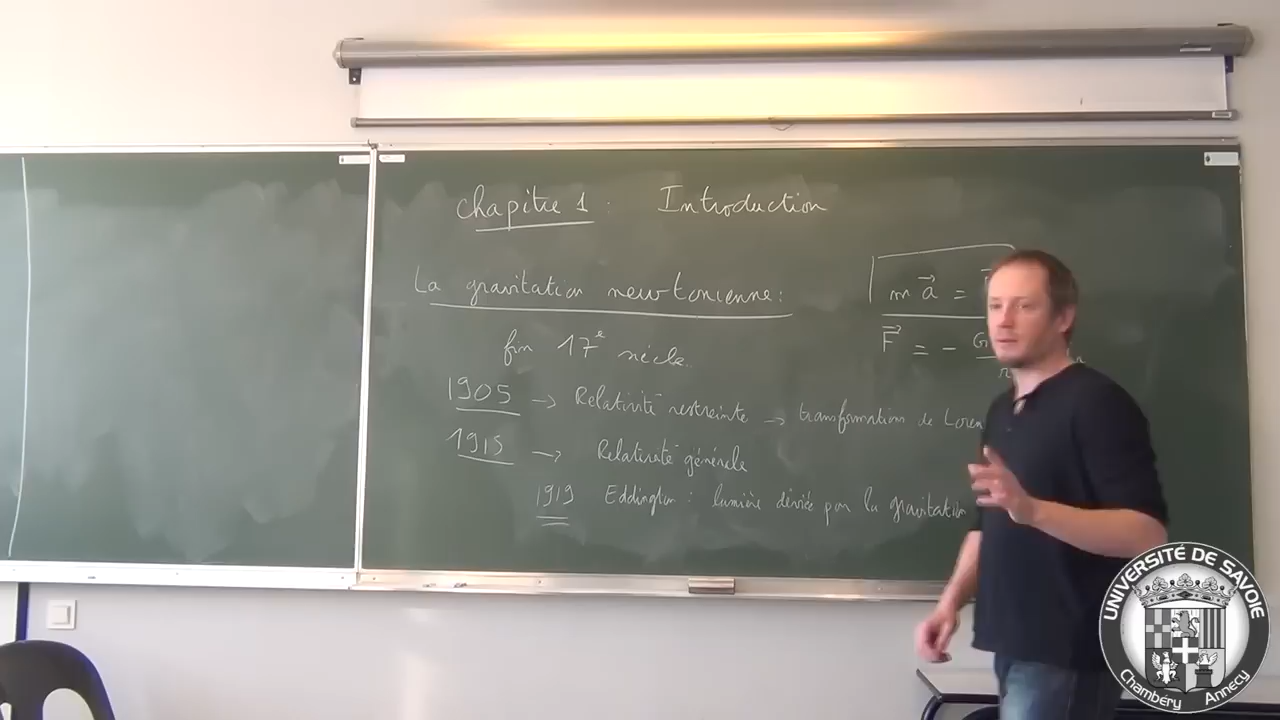 Chapitre 1 : Introduction
La gravitation newtonienne :
fin 17e siècle.
m a⃗ =
F⃗ = - G
r
1905 → Relativité restreinte → transformations de Loren
1915 → Relativité générale
1919 Eddington : lumière déviée par la gravitation
UNIVERSITÉ DE SAVOIE
Chambéry Annecy